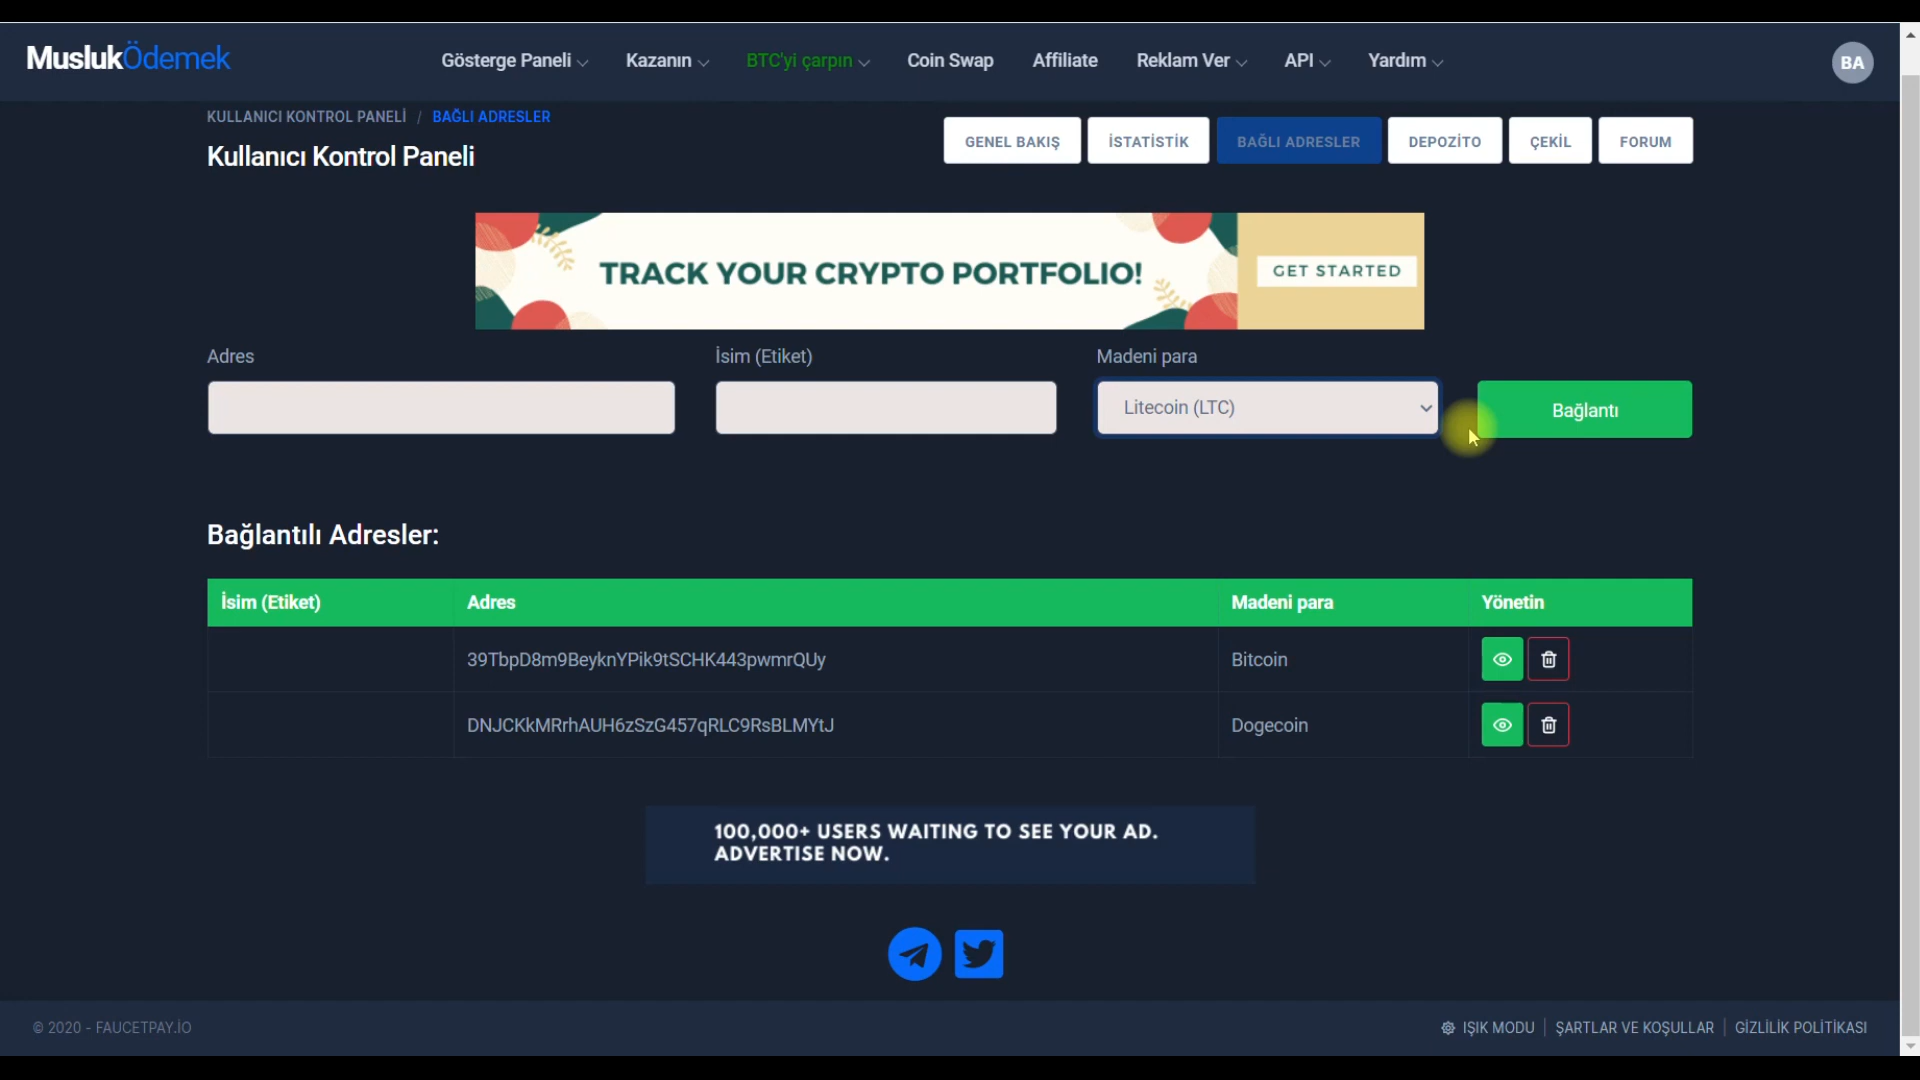 MuslukÖdemek
Gösterge Paneli
Kazanın
BTC'yi çarpın
Coin Swap
Affiliate
Reklam Ver
API
Yardım
BA
KULLANICI KONTROL PANELİ / BAĞLI ADRESLER
Kullanıcı Kontrol Paneli
GENEL BAKIŞ
İSTATİSTİK
BAĞLI ADRESLER
DEPOZİTO
ÇEKİL
FORUM
TRACK YOUR CRYPTO PORTFOLIO!
GET STARTED
Adres
İsim (Etiket)
Madeni para
Litecoin (LTC)
Bağlantı
Bağlantılı Adresler:
İsim (Etiket) Adres Madeni para Yönetin
39TbpD8m9BeyknYPik9tSCHK443pwmrQUy Bitcoin
DNJCKkMRrhAUH6zSzG457qRLC9RsBLMYtJ Dogecoin
100,000+ USERS WAITING TO SEE YOUR AD.
ADVERTISE NOW.
© 2020 - FAUCETPAY.İO
IŞIK MODU
ŞARTLAR VE KOŞULLAR
GİZLİLİK POLİTİKASI